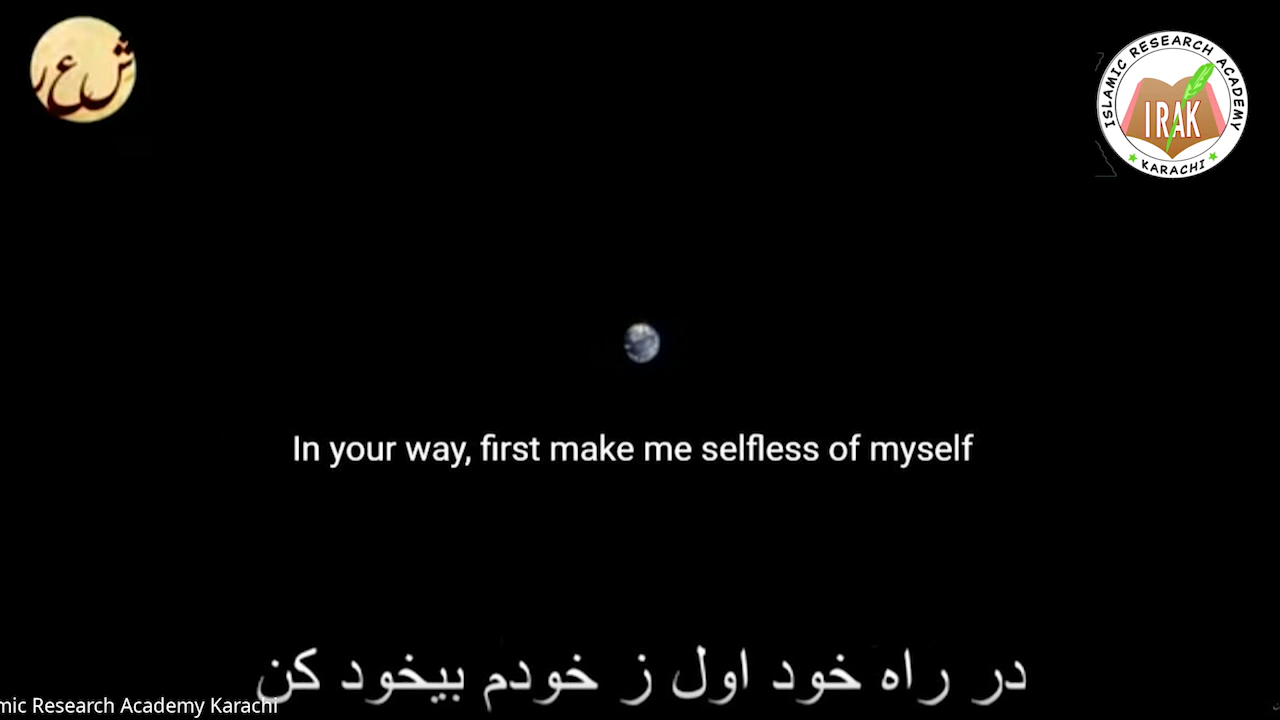 شعر
ISLAMIC RESEARCH ACADEMY
IRAK
KARACHI
In your way, first make me selfless of myself
در راه خود اول ز خودم بیخود کن
mic Research Academy Karachi